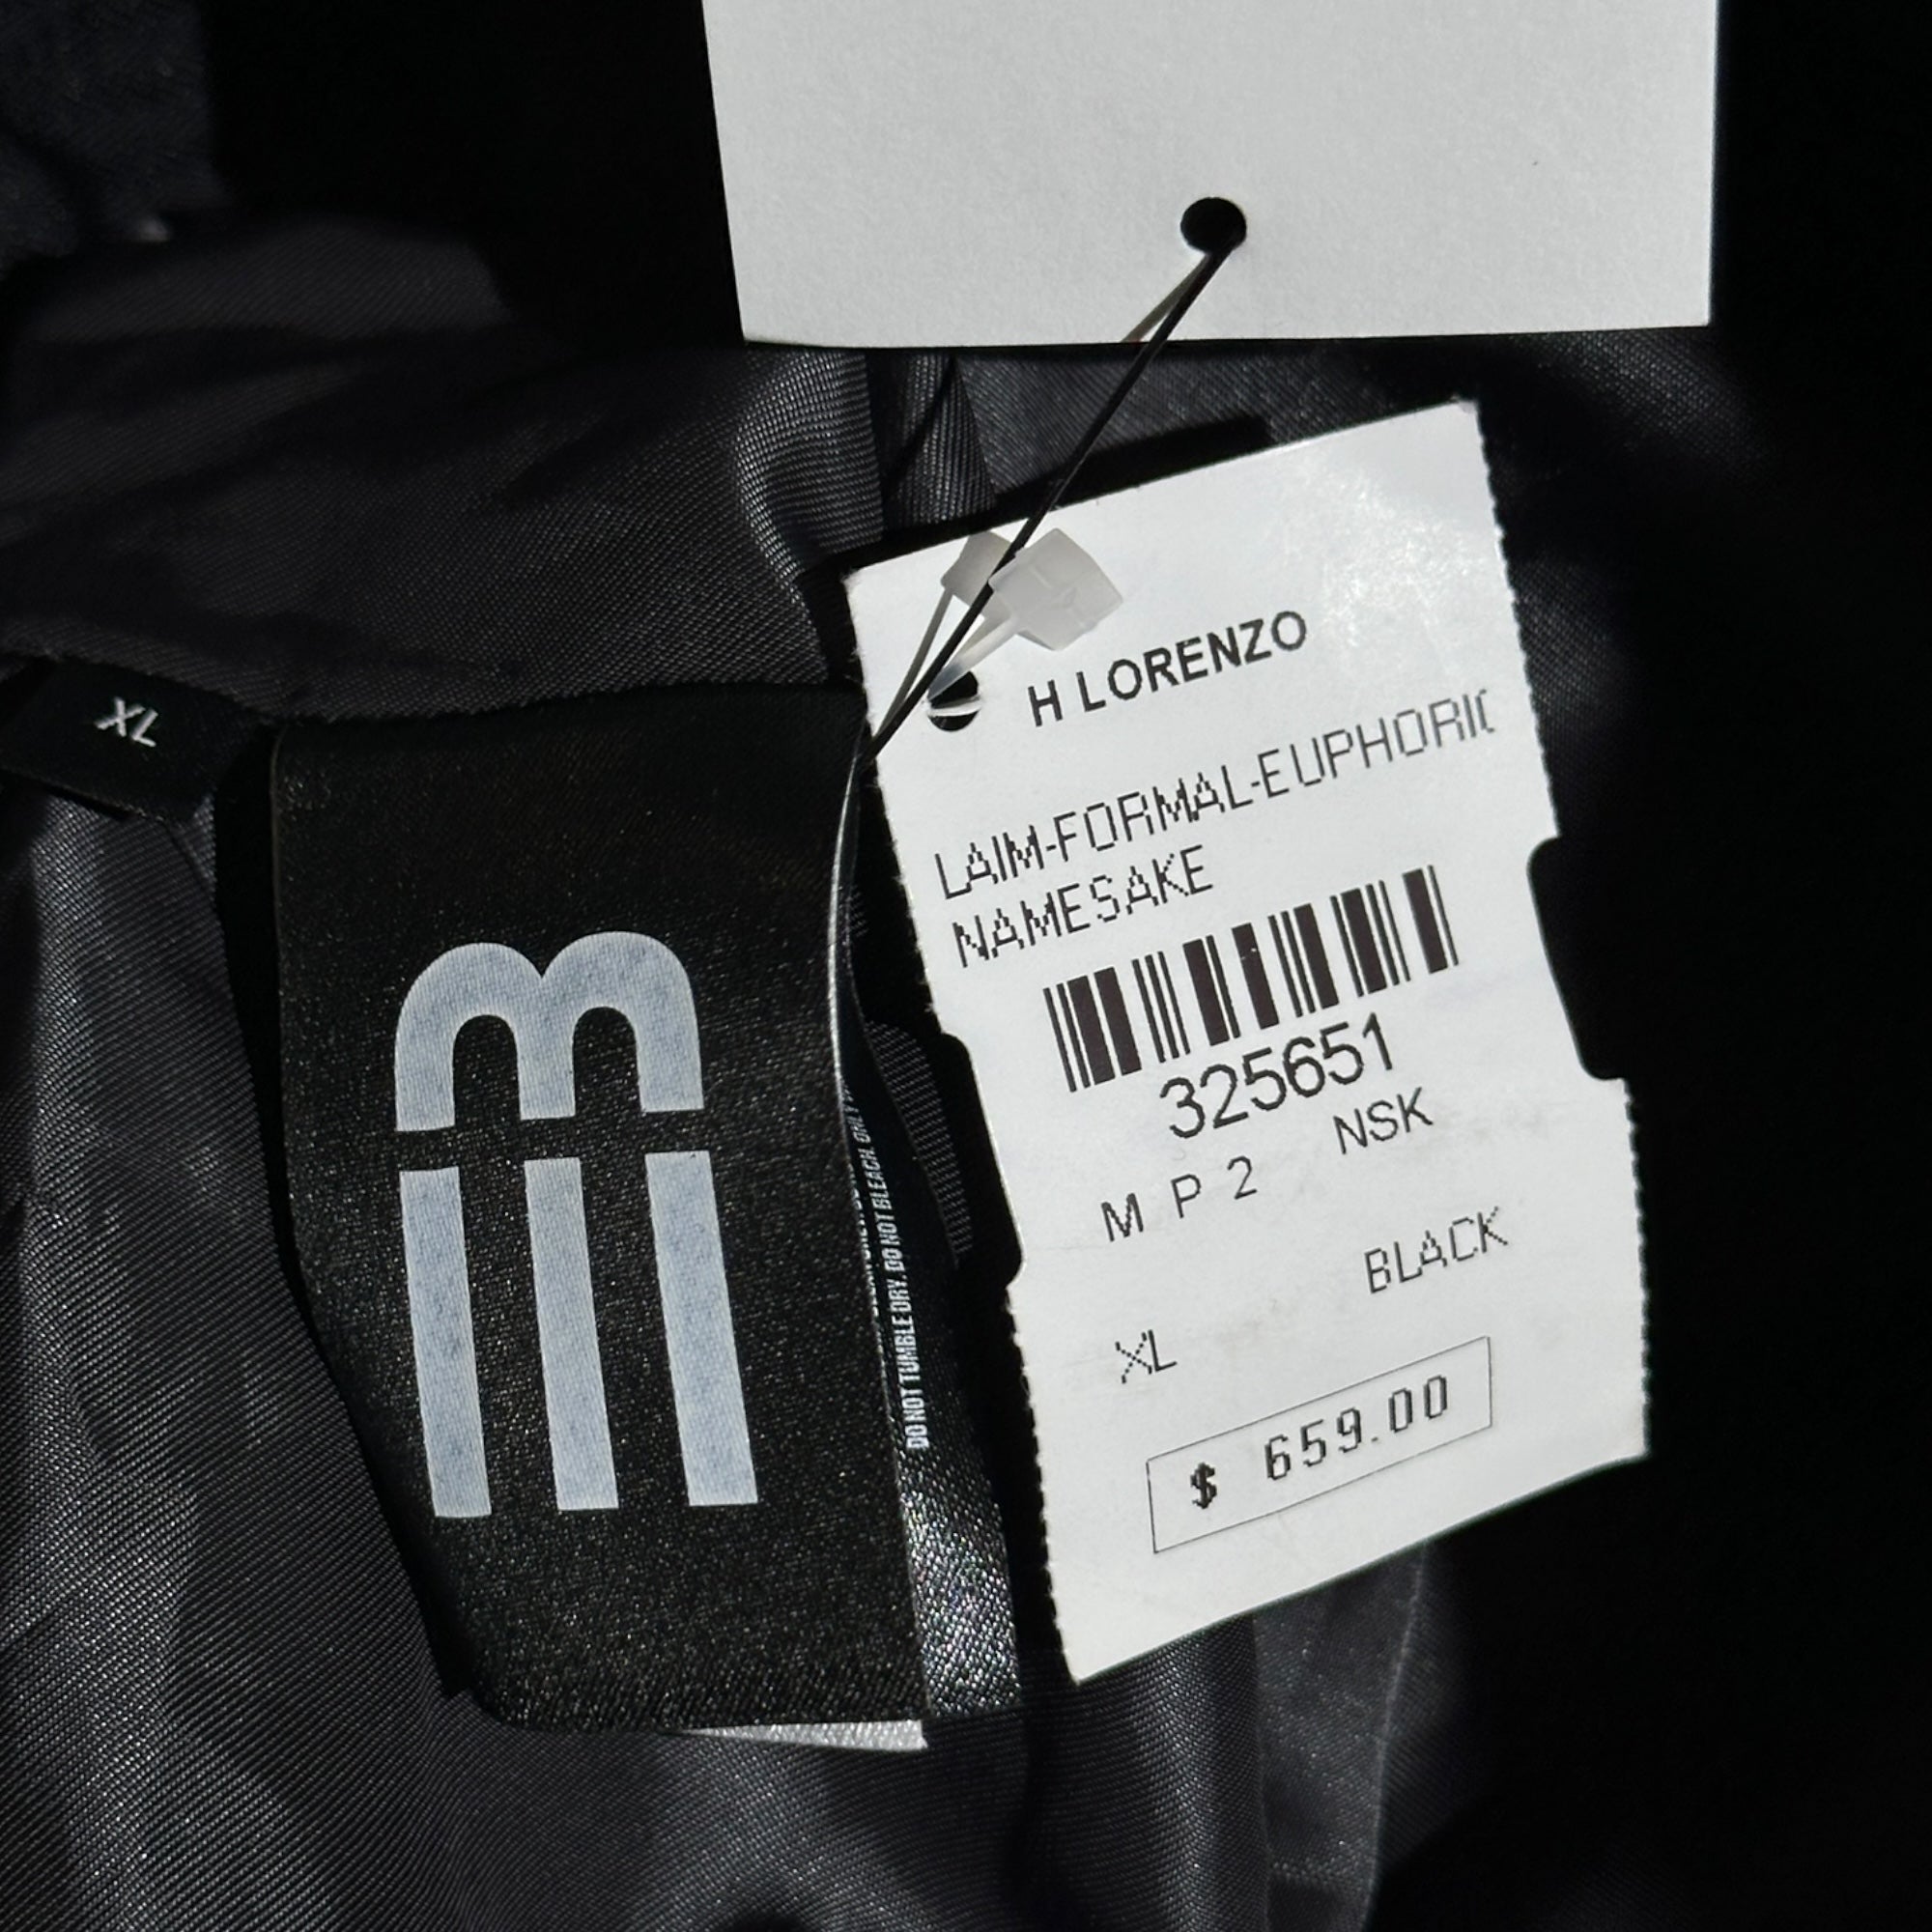 XL
H LORENZO
LAIM-FORMAL-EUPHORIC
NAMESAKE
325651
M P 2 NSK
BLACK
XL
$ 659.00
DO NOT TUMBLE DRY. DO NOT BLEACH.